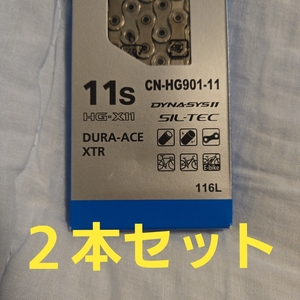 11s
CN-HG901-11
DYNA-SYS11
HG-X11
SIL-TEC
DURA-ACE
XTR
E-bike
116L
２本セット